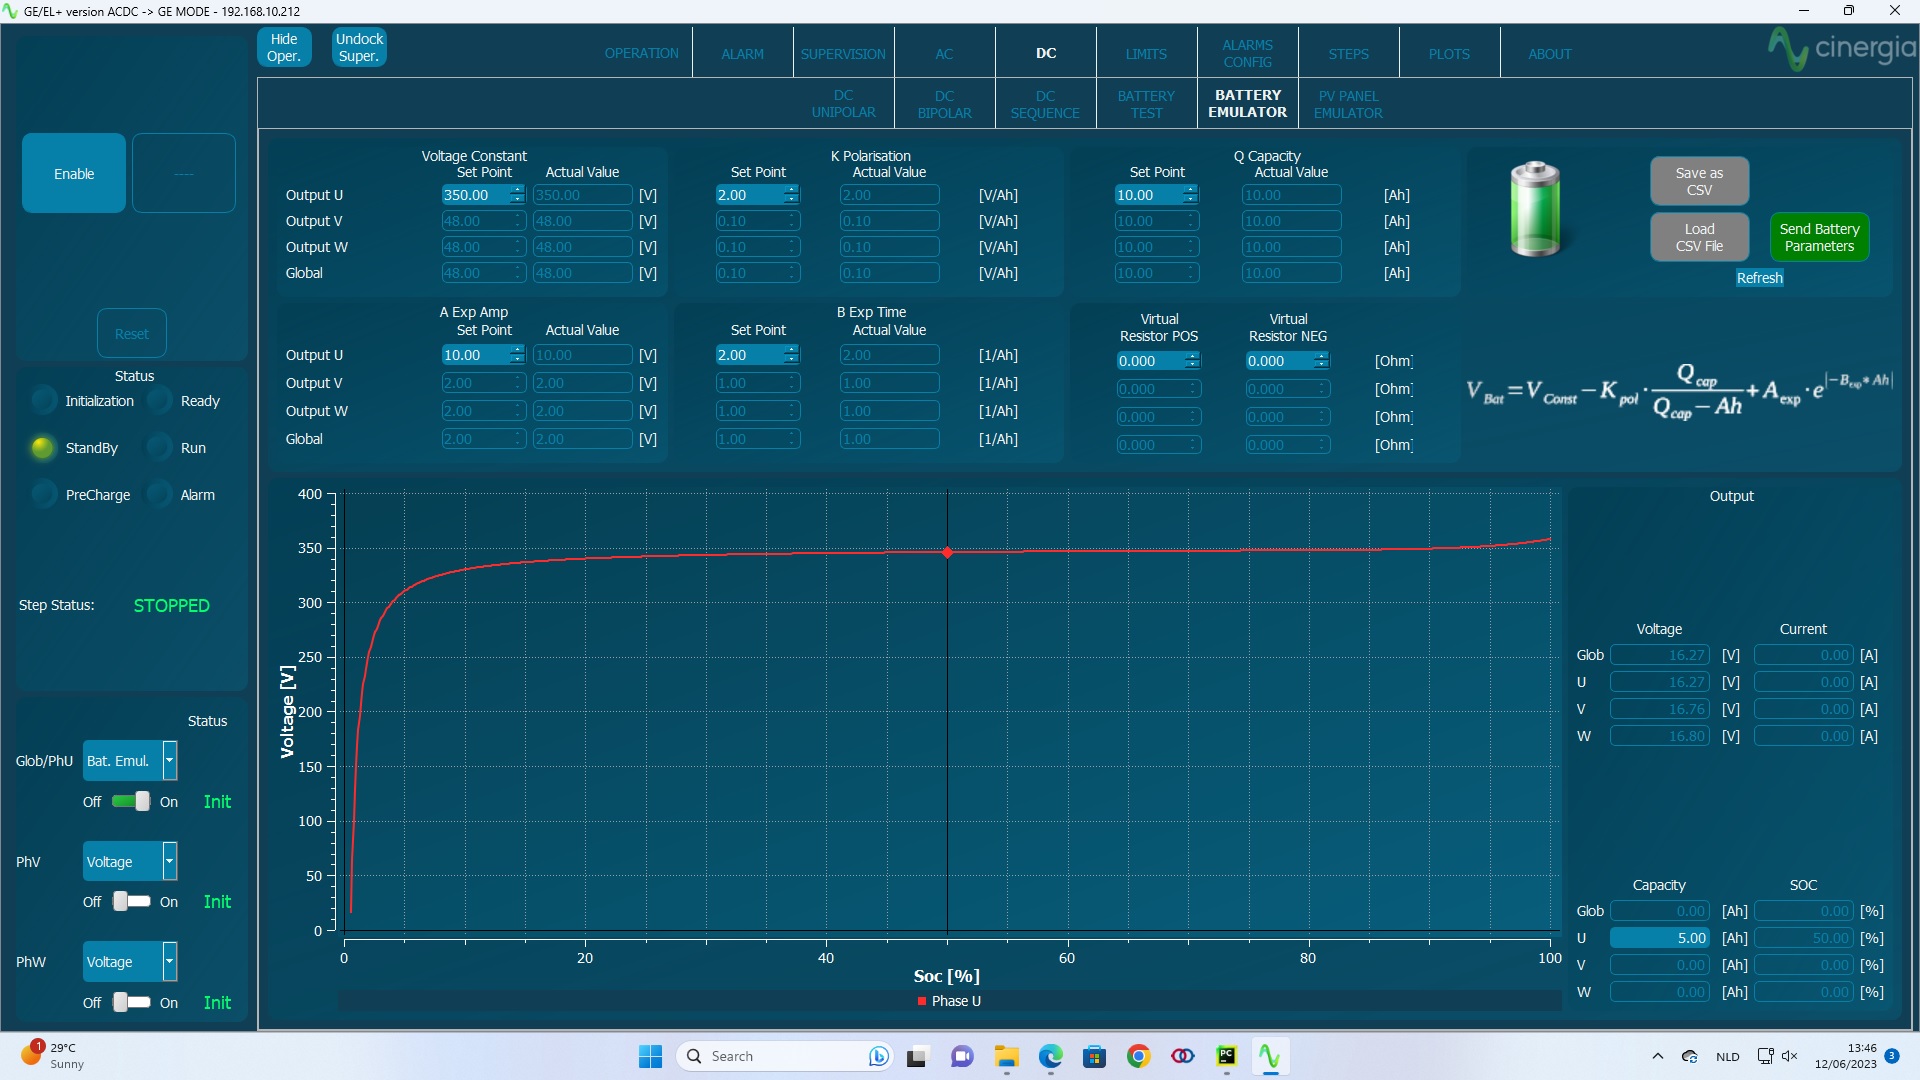 GE/EL+ version ACDC -> GE MODE - 192.168.10.212
Hide Oper.
Undock Super.
OPERATION ALARM SUPERVISION AC DC LIMITS ALARMS CONFIG STEPS PLOTS ABOUT
cinergia
DC UNIPOLAR DC BIPOLAR DC SEQUENCE BATTERY TEST BATTERY EMULATOR PV PANEL EMULATOR
Enable ----
Reset
Status
Initialization Ready
StandBy Run
PreCharge Alarm
Step Status: STOPPED
Status
Glob/PhU Bat. Emul.
Off On Init
PhV Voltage
Off On Init
PhW Voltage
Off On Init
Voltage Constant
Set Point Actual Value
Output U 350.00 350.00 [V]
Output V 48.00 48.00 [V]
Output W 48.00 48.00 [V]
Global 48.00 48.00 [V]
K Polarisation
Set Point Actual Value
2.00 2.00 [V/Ah]
0.10 0.10 [V/Ah]
0.10 0.10 [V/Ah]
0.10 0.10 [V/Ah]
Q Capacity
Set Point Actual Value
10.00 10.00 [Ah]
10.00 10.00 [Ah]
10.00 10.00 [Ah]
10.00 10.00 [Ah]
Save as CSV
Load CSV File
Send Battery Parameters
Refresh
A Exp Amp
Set Point Actual Value
Output U 10.00 10.00 [V]
Output V 2.00 2.00 [V]
Output W 2.00 2.00 [V]
Global 2.00 2.00 [V]
B Exp Time
Set Point Actual Value
2.00 2.00 [1/Ah]
1.00 1.00 [1/Ah]
1.00 1.00 [1/Ah]
1.00 1.00 [1/Ah]
Virtual Resistor POS
Virtual Resistor NEG
0.000 0.000 [Ohm]
0.000 0.000 [Ohm]
0.000 0.000 [Ohm]
0.000 0.000 [Ohm]
V Bat = V Const − K pol · Q cap / (Q cap − Ah) + A exp · e |−B exp * Ah|
400
350
300
250
200
150
100
50
0
Voltage [V]
0 20 40 60 80 100
Soc [%]
Phase U
Output
Voltage Current
Glob 16.27 [V] 0.00 [A]
U 16.27 [V] 0.00 [A]
V 16.76 [V] 0.00 [A]
W 16.80 [V] 0.00 [A]
Capacity SOC
Glob 0.00 [Ah] 0.00 [%]
U 5.00 [Ah] 50.00 [%]
V 0.00 [Ah] 0.00 [%]
W 0.00 [Ah] 0.00 [%]
1
29°C
Sunny
Search
PC
NLD
13:46
12/06/2023
3